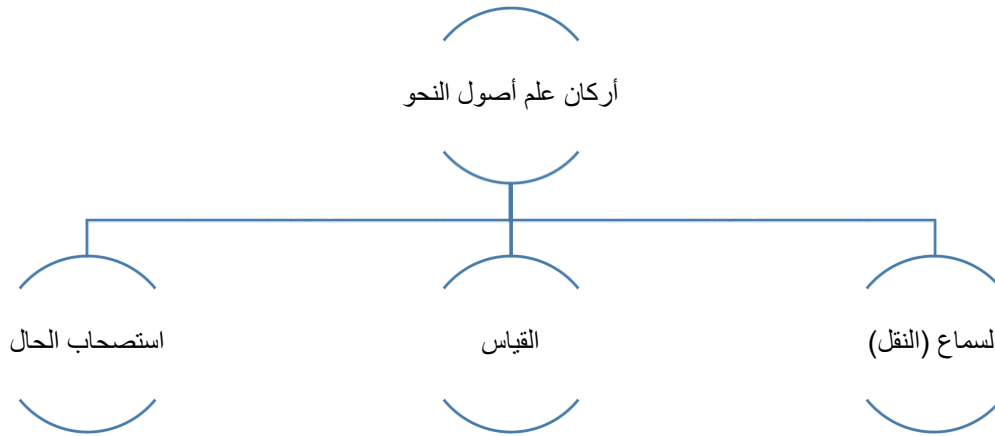 أركان علم أصول النحو
لسماع (النقل)
القياس
استصحاب الحال